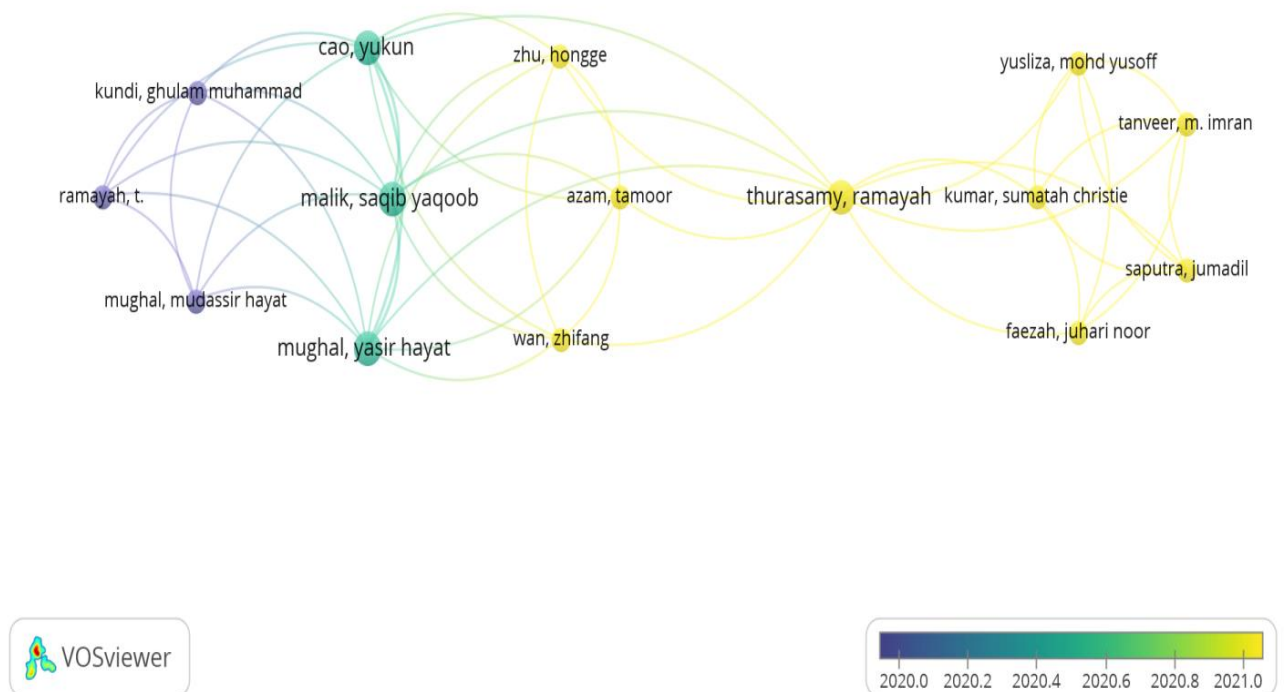 cao, yukun
zhu, hongge
yusliza, mohd yusoff
kundi, ghulam muhammad
tanveer, m. imran
ramayah, t.
malik, saqib yaqoob
azam, tamoor
thurasamy, ramayah
kumar, sumatah christie
saputra, jumadil
mughal, mudassir hayat
faezah, juhari noor
mughal, yasir hayat
wan, zhifang
VOSviewer
2020.0 2020.2 2020.4 2020.6 2020.8 2021.0